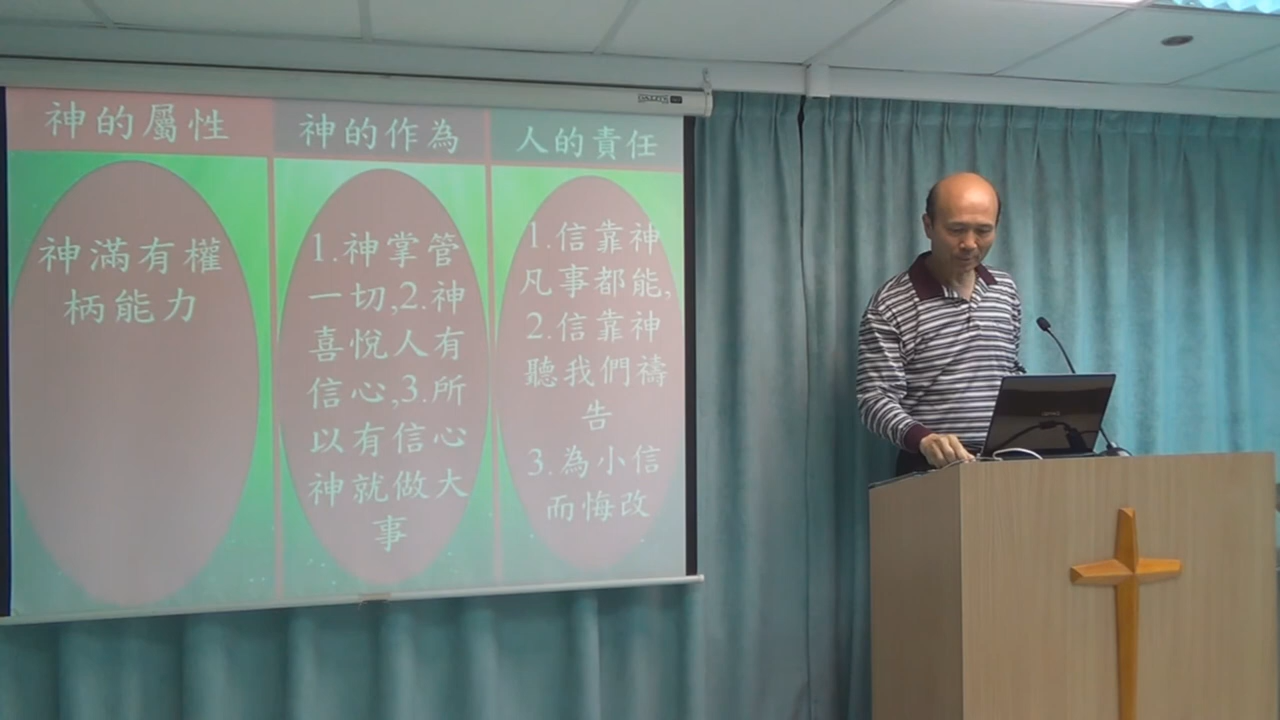 神的屬性
神的作為
人的責任
神滿有權
柄能力
1.神掌管
一切,2.神
喜悅人有
信心,3.所
以有信心
神就做大
事
1.信靠神
凡事都能,
2.信靠神
聽我們禱
告
3.為小信
而悔改